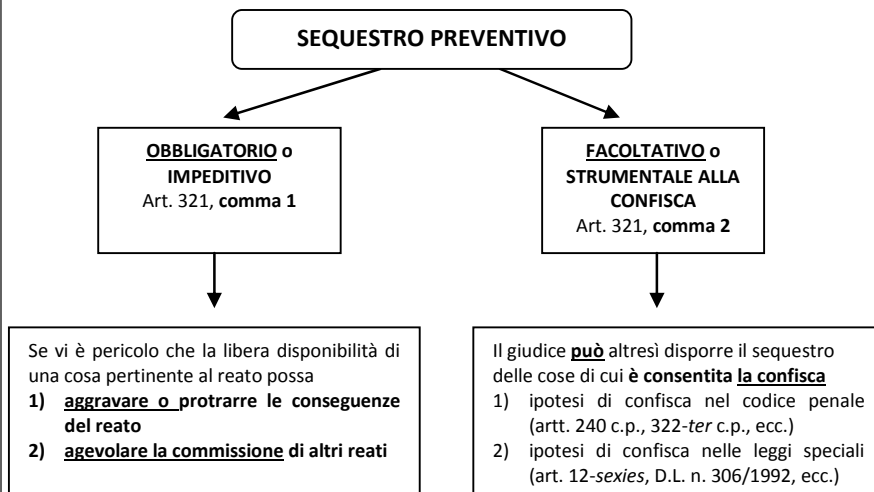 SEQUESTRO PREVENTIVO
OBBLIGATORIO o
IMPEDITIVO
Art. 321, comma 1
FACOLTATIVO o
STRUMENTALE ALLA
CONFISCA
Art. 321, comma 2
Se vi è pericolo che la libera disponibilità di
una cosa pertinente al reato possa
1) aggravare o protrarre le conseguenze
del reato
2) agevolare la commissione di altri reati
Il giudice può altresì disporre il sequestro
delle cose di cui è consentita la confisca
1) ipotesi di confisca nel codice penale
(artt. 240 c.p., 322-ter c.p., ecc.)
2) ipotesi di confisca nelle leggi speciali
(art. 12-sexies, D.L. n. 306/1992, ecc.)